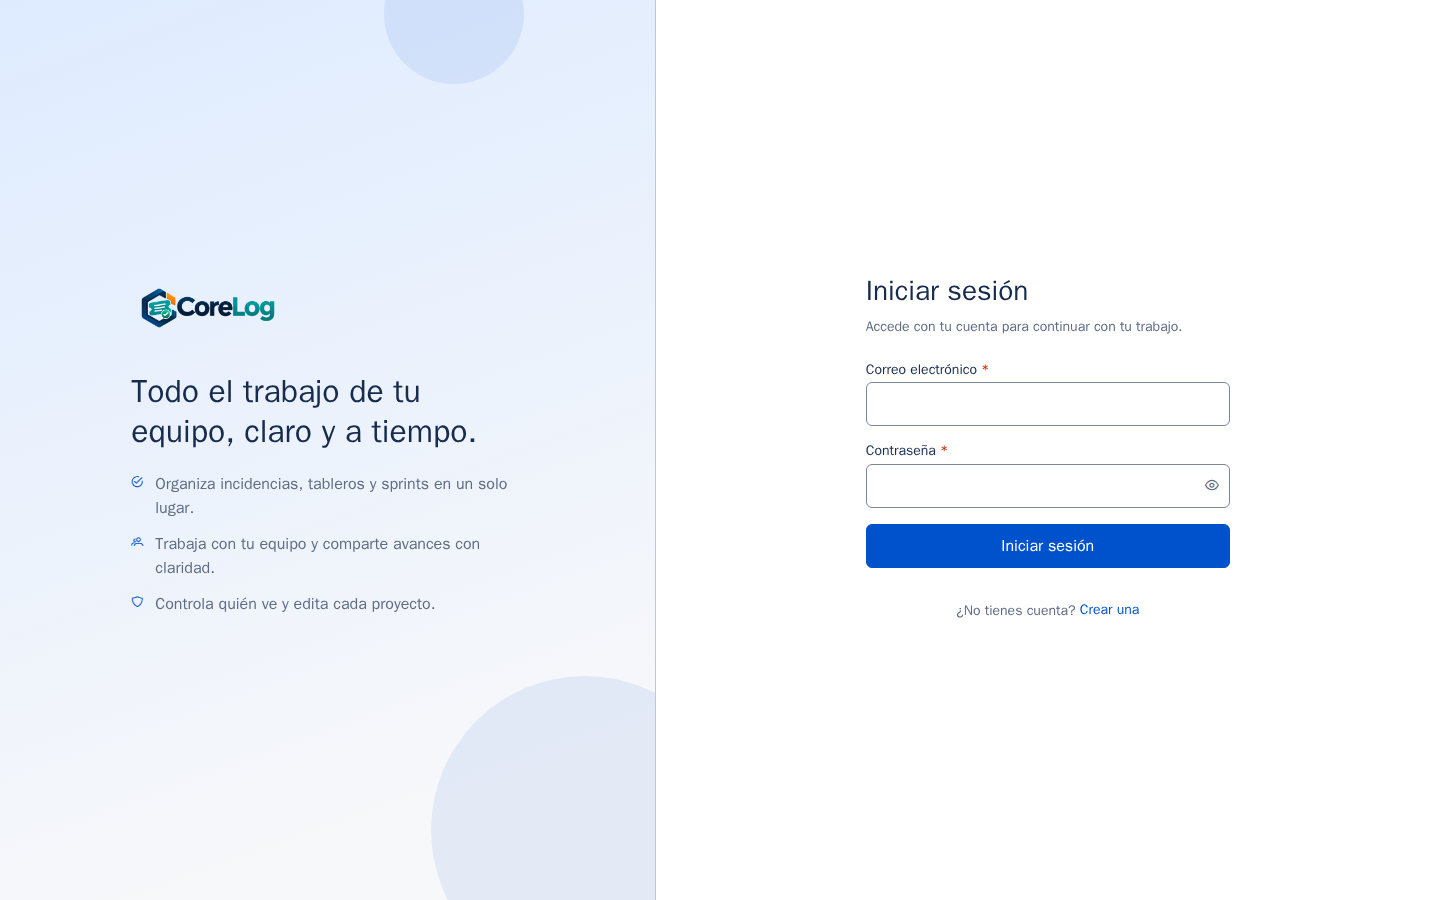 CoreLog
Todo el trabajo de tu
equipo, claro y a tiempo.
Organiza incidencias, tableros y sprints en un solo
lugar.
Trabaja con tu equipo y comparte avances con
claridad.
Controla quién ve y edita cada proyecto.
Iniciar sesión
Accede con tu cuenta para continuar con tu trabajo.
Correo electrónico *
Contraseña *
Iniciar sesión
¿No tienes cuenta? Crear una